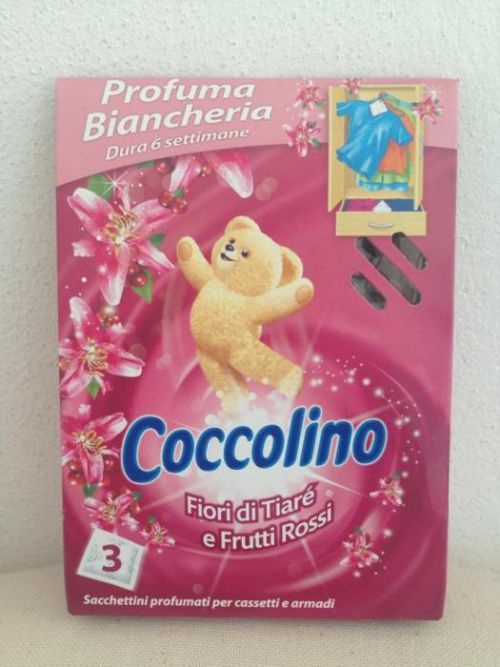 Profuma
Biancheria
Dura 6 settimane
Coccolino
Fiori di Tiaré
e Frutti Rossi
3
Sacchettini profumati per cassetti e armadi